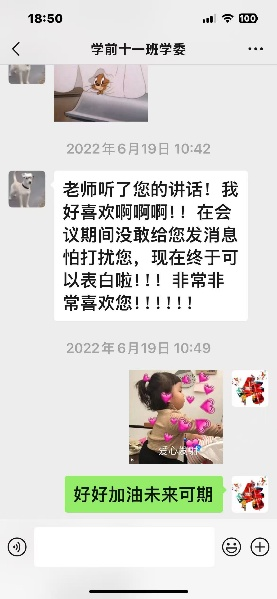 18:50
100
学前十一班学委
2022年6月19日 10:42
老师听了您的讲话！我
好喜欢啊啊啊!！在会
议期间没敢给您发消息
怕打扰您，现在终于可
以表白啦!！！非常非
常喜欢您!！！！！！
2022年6月19日 10:49
爱心发射
好好加油未来可期